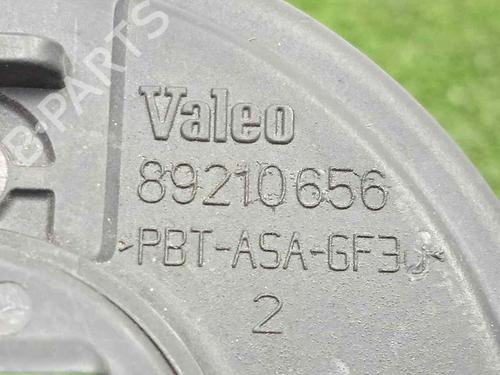 B-PARTS
Valeo
89210656
>PBT-ASA-GF30
2